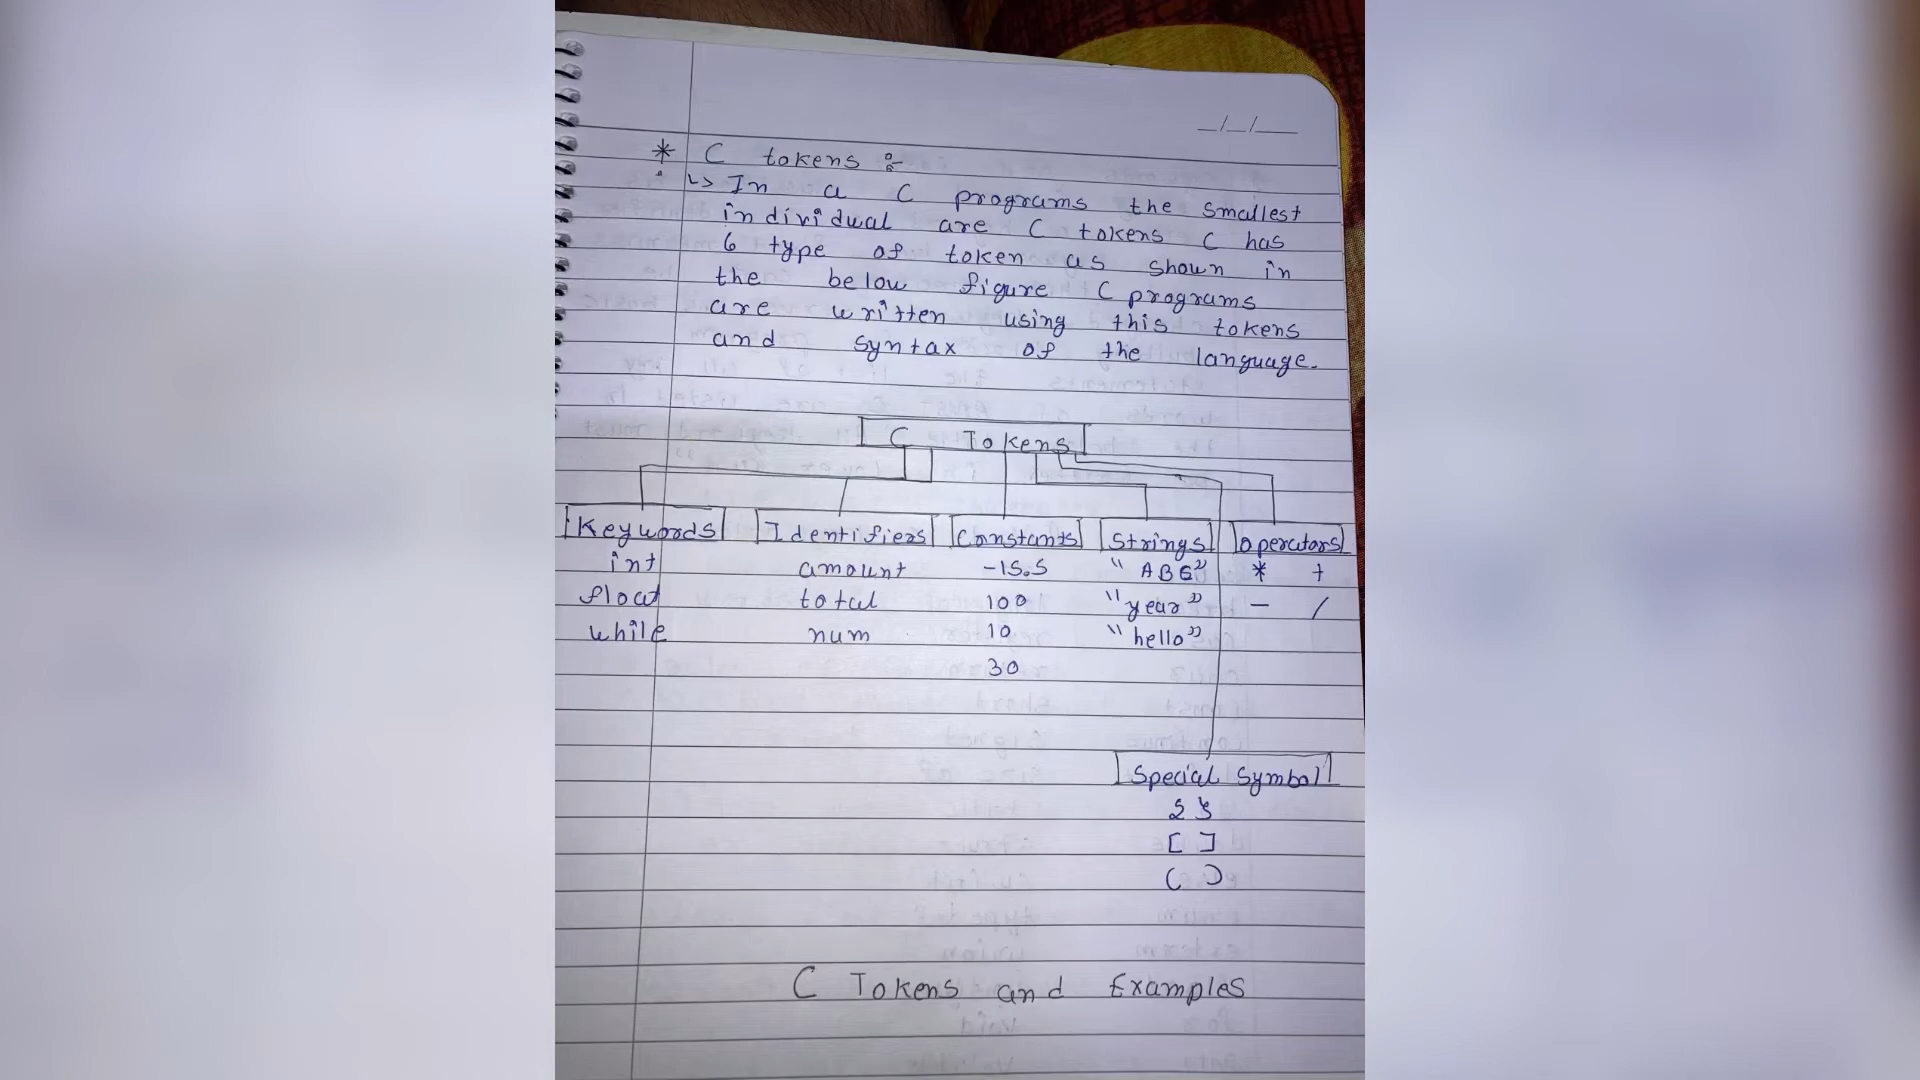 _/_/__
* C tokens :-
↳ In a C programs the smallest
individual are C tokens C has
6 type of token as shown in
the below figure C programs
are written using this tokens
and syntax of the language.
C Tokens
Keywords Identifiers Constants Strings Operators
int amount -15.5 "ABC" * +
float total 100 "year" - /
while num 10 "hello"
30
Special Symbol
{ }
[ ]
( )
C Tokens and Examples